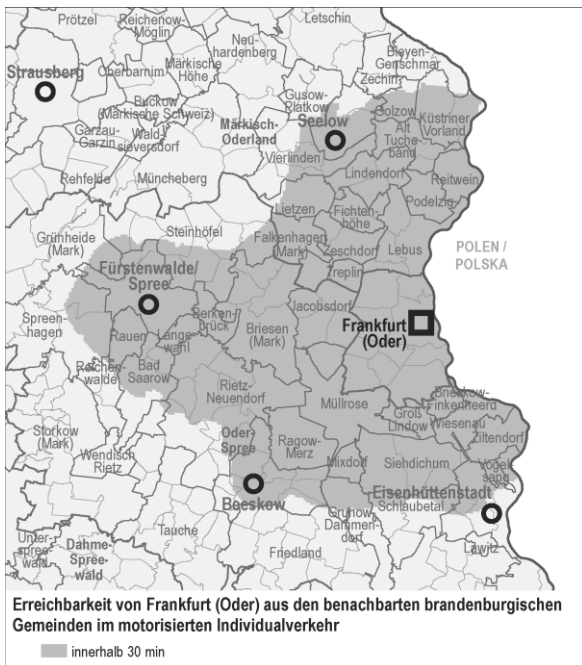 Prötzel
Reichenow-
Möglin
Letschin
Neu-
hardenberg
Bleyen-
Genschmar
Zechin
Strausberg
Oberbarnim
Märkische
Höhe
Gusow-
Platkow
Golzow
Küstriner
Vorland
Buckow
(Märkische Schweiz)
Seelow
Märkisch-
Oderland
Alt
Tuche-
band
Garzau-
Garzin
Wald-
sieversdorf
Vierlinden
Lindendorf
Reitwein
Rehfelde
Müncheberg
Podelzig
Lietzen
Fichten-
höhe
Steinhöfel
Grünheide
(Mark)
Falkenhagen
(Mark)
Zeschdorf
Lebus
POLEN /
POLSKA
Treplin
Fürstenwalde/
Spree
Spreen-
hagen
Berken-
brück
Jacobsdorf
Briesen
(Mark)
Frankfurt
(Oder)
Rauen
Lange-
wahl
Reichen-
walde
Bad
Saarow
Rietz-
Neuendorf
Müllrose
Brieskow-
Finkenheerd
Groß
Lindow
Wiesenau
Ziltendorf
Storkow
(Mark)
Oder-
Spree
Ragow-
Merz
Mixdorf
Siehdichum
Vogel-
sang
Wendisch
Rietz
Beeskow
Eisenhüttenstadt
Schlaubetal
Grunow-
Dammen-
dorf
Tauche
Unter-
spree-
wald
Dahme-
Spree-
wald
Friedland
Lawitz
Erreichbarkeit von Frankfurt (Oder) aus den benachbarten brandenburgischen
Gemeinden im motorisierten Individualverkehr
innerhalb 30 min